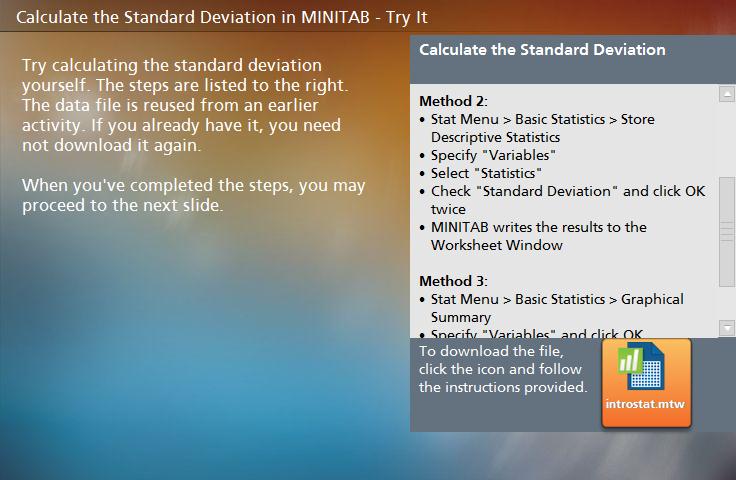 Calculate the Standard Deviation in MINITAB - Try It
Try calculating the standard deviation
yourself. The steps are listed to the right.
The data file is reused from an earlier
activity. If you already have it, you need
not download it again.
When you've completed the steps, you may
proceed to the next slide.
Calculate the Standard Deviation
Method 2:
• Stat Menu > Basic Statistics > Store
Descriptive Statistics
• Specify "Variables"
• Select "Statistics"
• Check "Standard Deviation" and click OK
twice
• MINITAB writes the results to the
Worksheet Window
Method 3:
• Stat Menu > Basic Statistics > Graphical
Summary
• Specify "Variables" and click OK
To download the file,
click the icon and follow
the instructions provided.
introstat.mtw